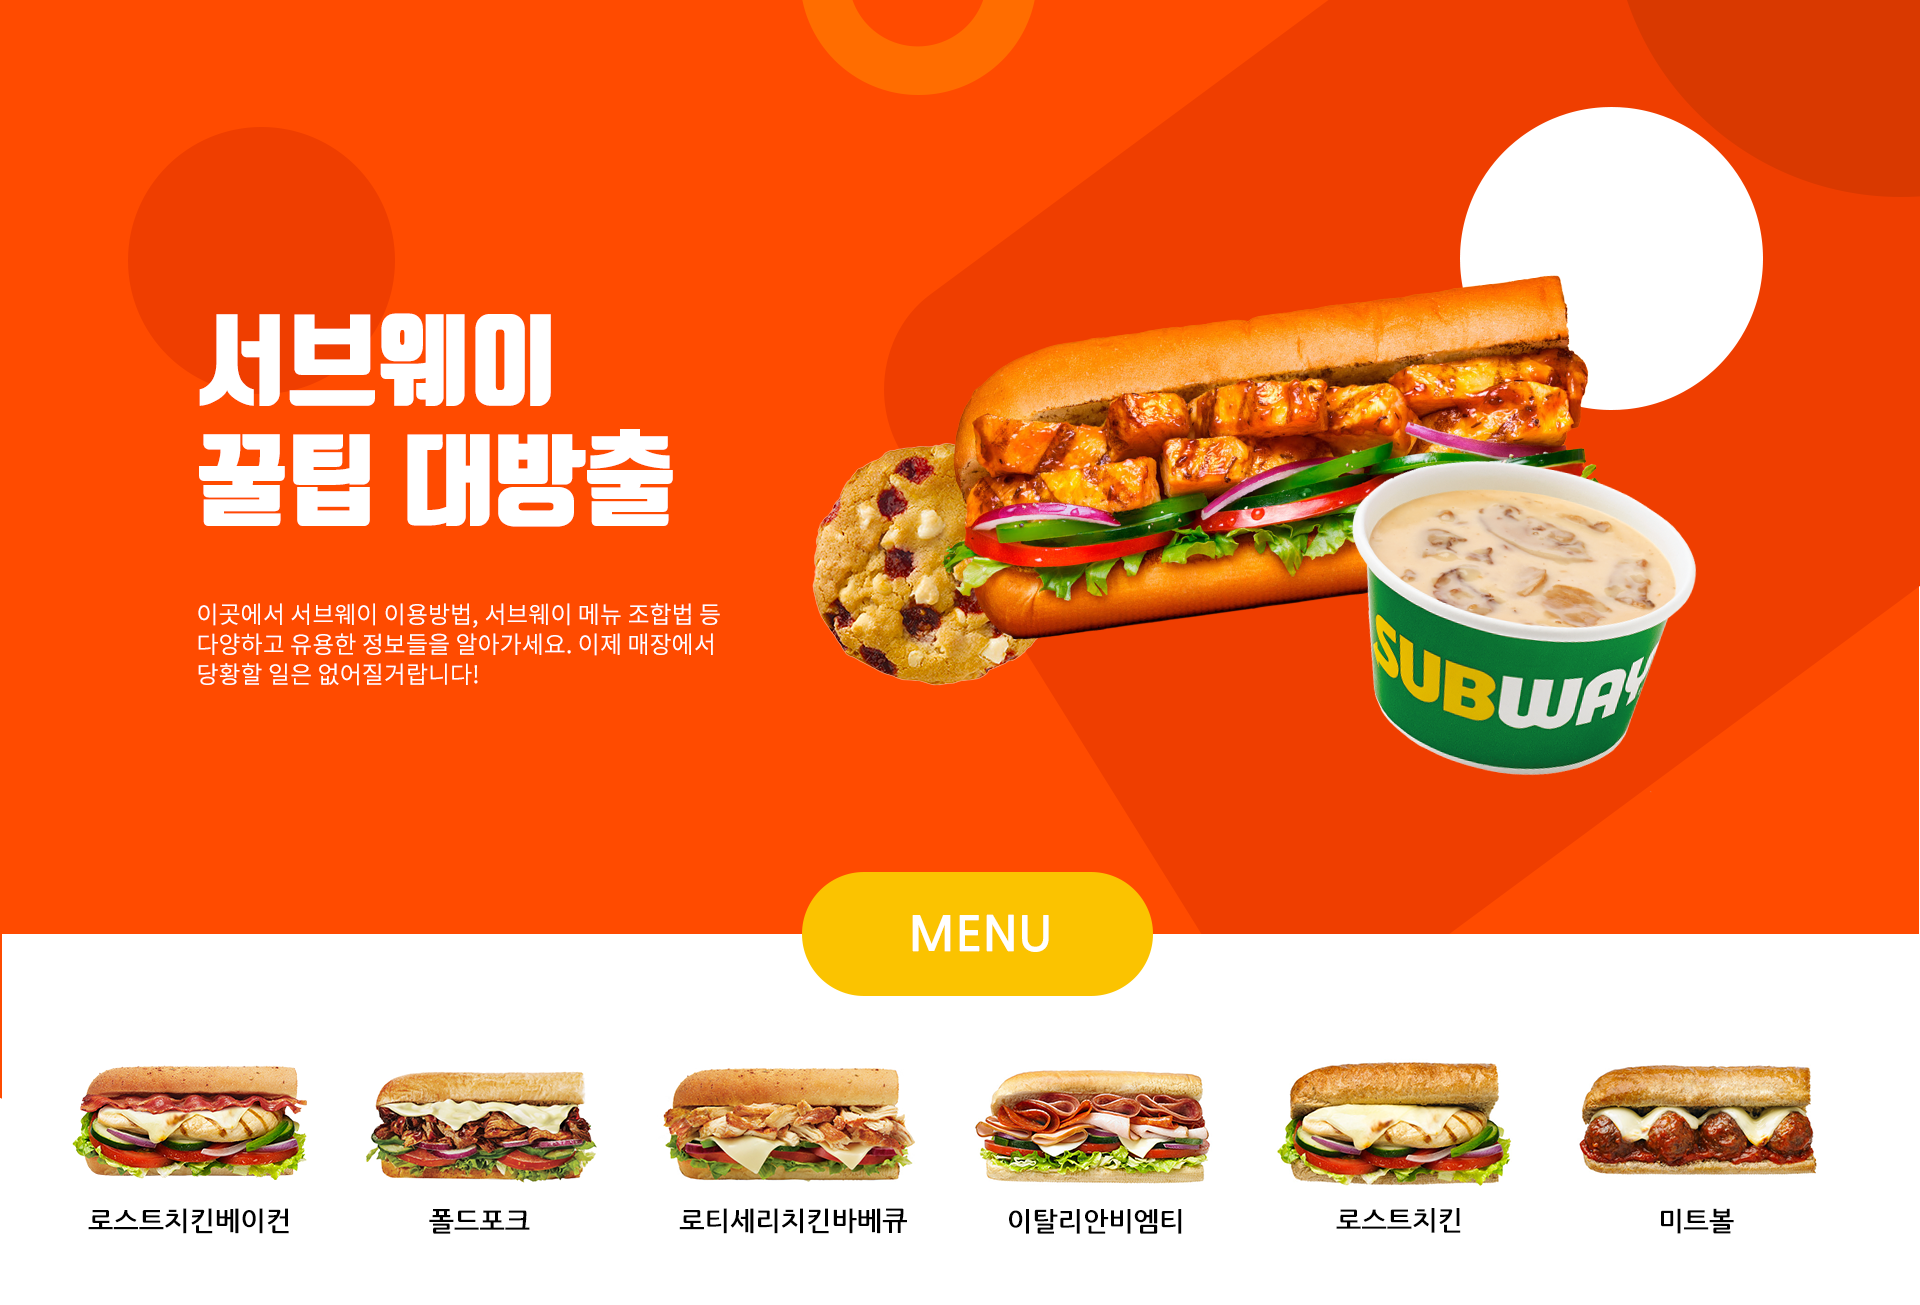 서브웨이
꿀팁 대방출
이곳에서 서브웨이 이용방법, 서브웨이 메뉴 조합법 등
다양하고 유용한 정보들을 알아가세요. 이제 매장에서
당황할 일은 없어질거랍니다!
SUBWAY
MENU
로스트치킨베이컨
폴드포크
로티세리치킨바베큐
이탈리안비엠티
로스트치킨
미트볼